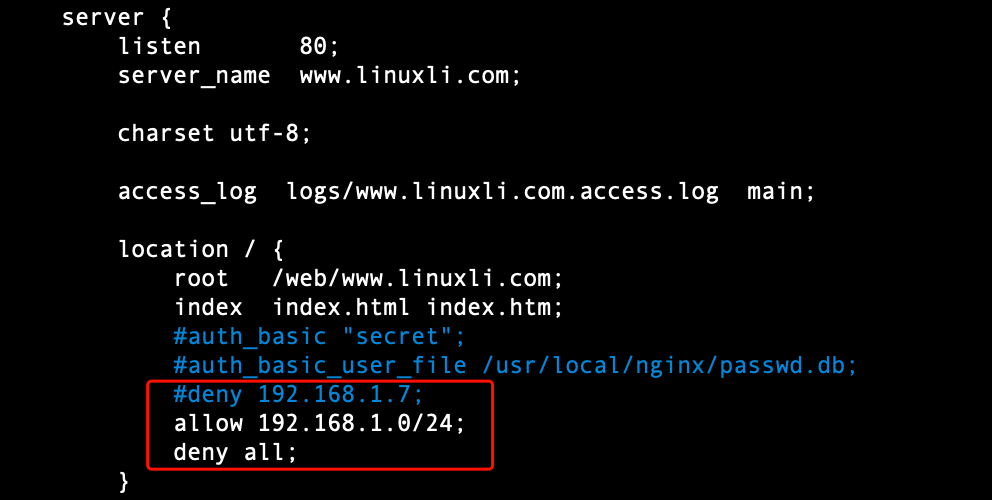 server {
listen 80;
server_name www.linuxli.com;
charset utf-8;
access_log logs/www.linuxli.com.access.log main;
location / {
root /web/www.linuxli.com;
index index.html index.htm;
#auth_basic "secret";
#auth_basic_user_file /usr/local/nginx/passwd.db;
#deny 192.168.1.7;
allow 192.168.1.0/24;
deny all;
}